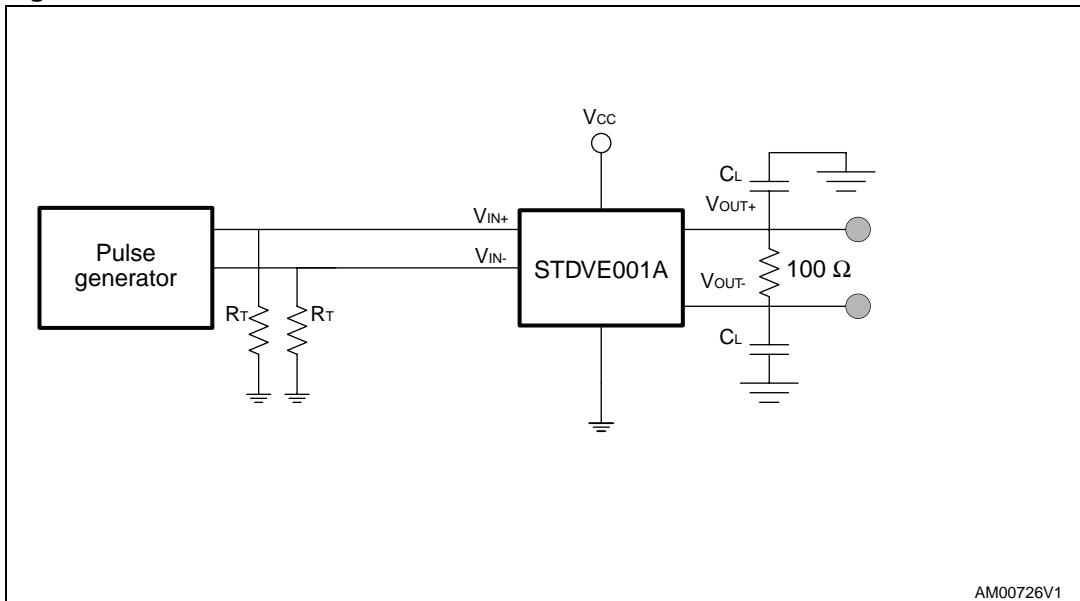 VCC
CL
VOUT+
VIN+
Pulse
generator
VIN-
STDVE001A
100 Ω
VOUT-
RT
RT
CL
AM00726V1